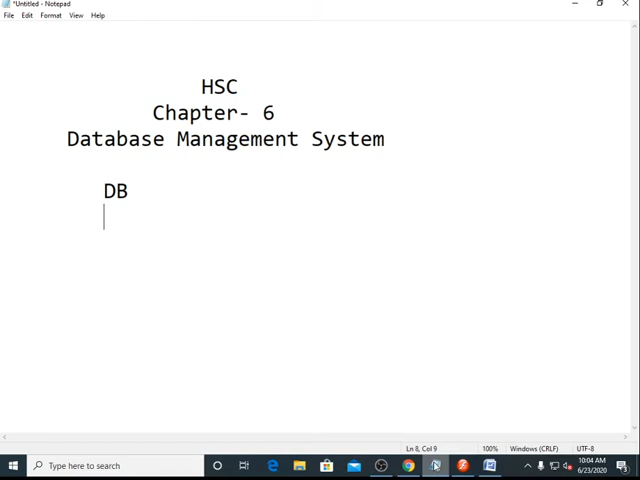 *Untitled - Notepad
File Edit Format View Help
HSC
Chapter- 6
Database Management System
DB
Ln 8, Col 9 100% Windows (CRLF) UTF-8
Type here to search
10:04 AM
6/23/2020